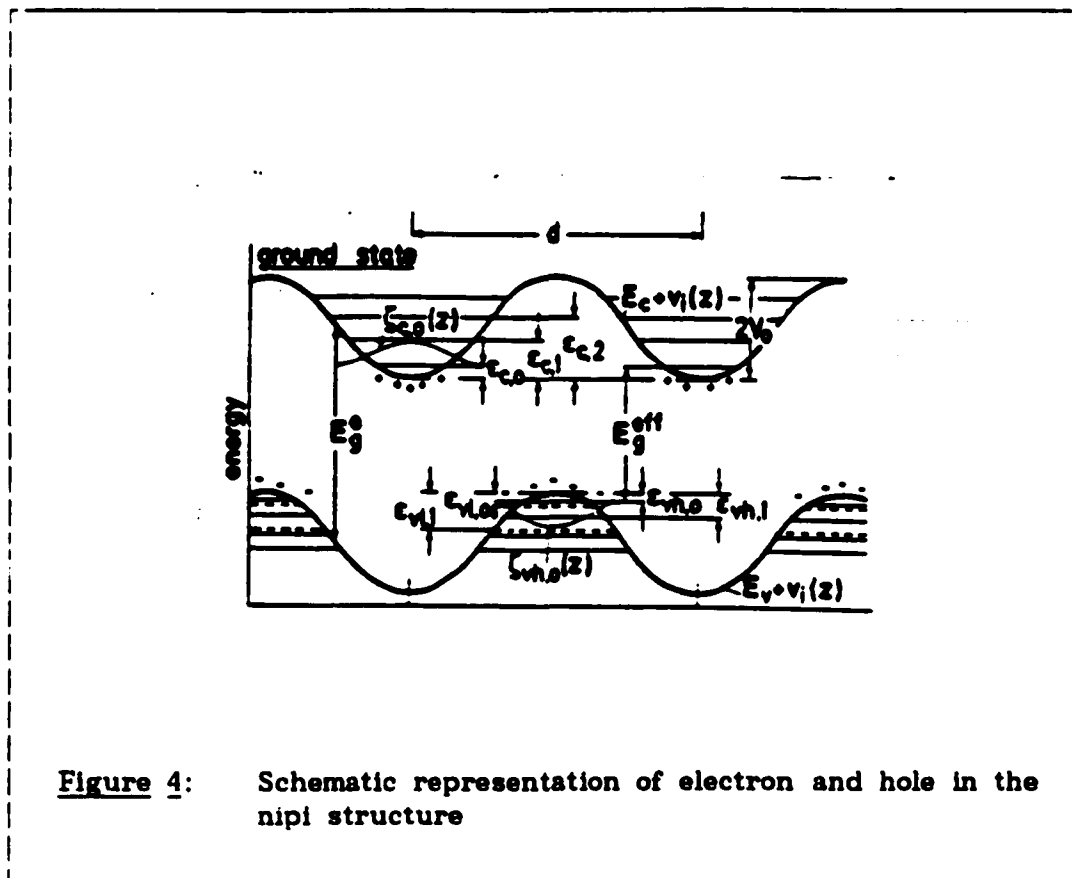 d
ground state
E_c + v_i(z)
ζ_c,0(z)
2V_0
ε_c,2
ε_c,1
ε_c,0
energy
E_g^0
E_g^eff
ε_vl,1
ε_vl,0
ε_vh,0
ε_vh,1
ζ_vh,0(z)
E_v + v_i(z)
Figure 4: Schematic representation of electron and hole in the
nipi structure